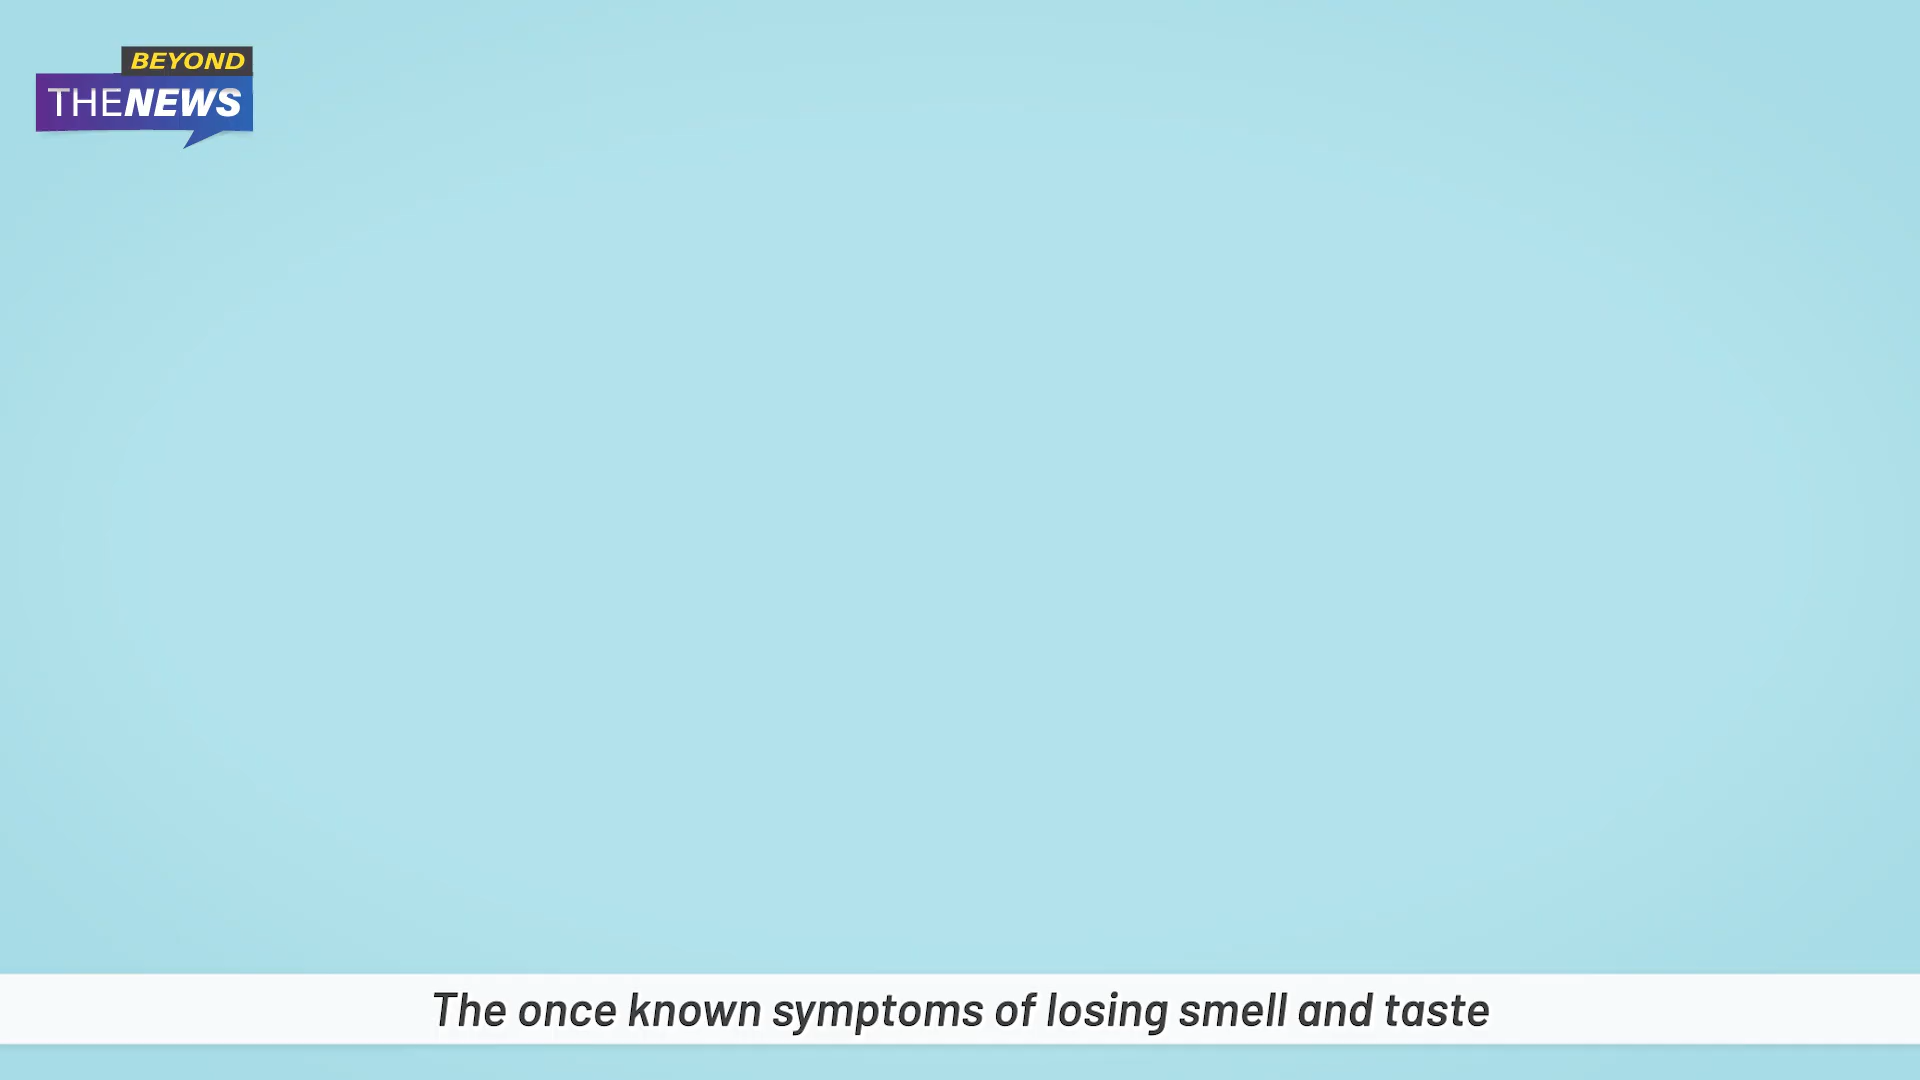 BEYOND
THENEWS
The once known symptoms of losing smell and taste